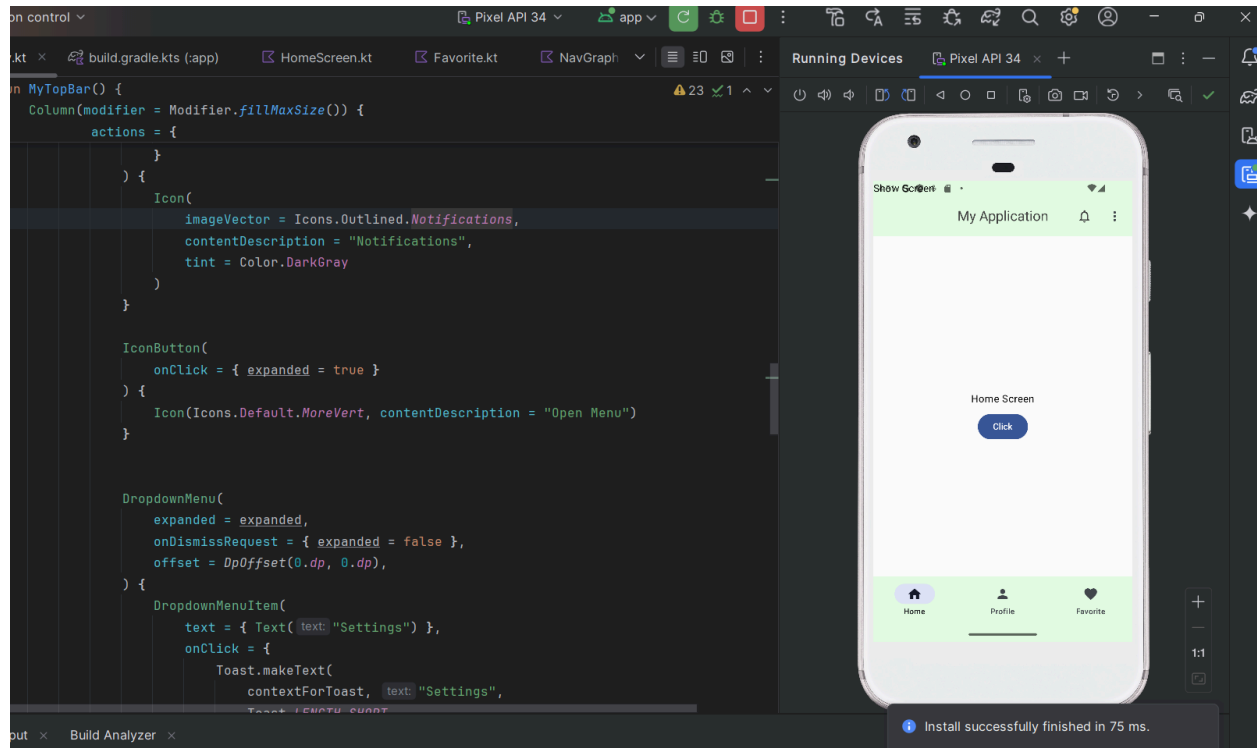 on control
Pixel API 34
app
.kt
build.gradle.kts (:app)
HomeScreen.kt
Favorite.kt
NavGraph
Running Devices
Pixel API 34
un MyTopBar() {
23
1
Column(modifier = Modifier.fillMaxSize()) {
actions = {
}
) {
Icon(
imageVector = Icons.Outlined.Notifications,
contentDescription = "Notifications",
tint = Color.DarkGray
)
}
IconButton(
onClick = { expanded = true }
) {
Icon(Icons.Default.MoreVert, contentDescription = "Open Menu")
}
DropdownMenu(
expanded = expanded,
onDismissRequest = { expanded = false },
offset = DpOffset(0.dp, 0.dp),
) {
DropdownMenuItem(
text = { Text( text: "Settings") },
onClick = {
Toast.makeText(
contextForToast, text: "Settings",
Toast.LENGTH_SHORT
put
Build Analyzer
Show Screen
My Application
Home Screen
Click
Home
Profile
Favorite
1:1
Install successfully finished in 75 ms.